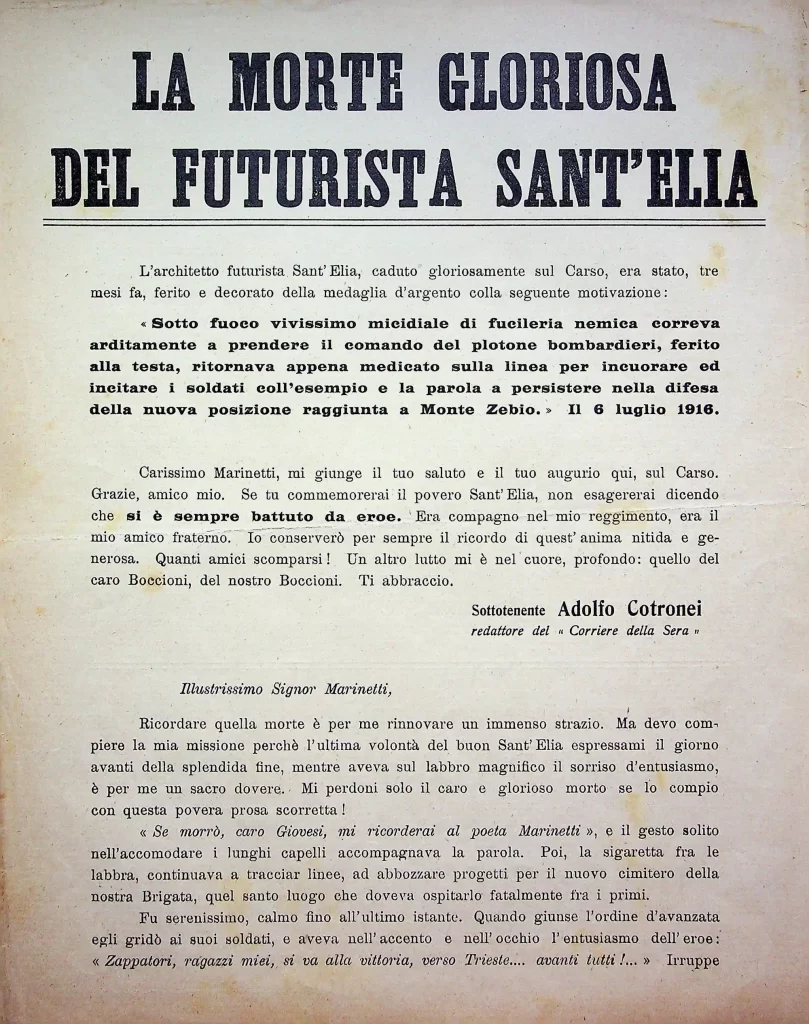 LA MORTE GLORIOSA
DEL FUTURISTA SANT'ELIA
L'architetto futurista Sant'Elia, caduto gloriosamente sul Carso, era stato, tre
mesi fa, ferito e decorato della medaglia d'argento colla seguente motivazione:
« Sotto fuoco vivissimo micidiale di fucileria nemica correva
arditamente a prendere il comando del plotone bombardieri, ferito
alla testa, ritornava appena medicato sulla linea per incuorare ed
incitare i soldati coll'esempio e la parola a persistere nella difesa
della nuova posizione raggiunta a Monte Zebio. » Il 6 luglio 1916.
Carissimo Marinetti, mi giunge il tuo saluto e il tuo augurio qui, sul Carso.
Grazie, amico mio. Se tu commemorerai il povero Sant'Elia, non esagererai dicendo
che si è sempre battuto da eroe. Era compagno nel mio reggimento, era il
mio amico fraterno. Io conserverò per sempre il ricordo di quest'anima nitida e ge-
nerosa. Quanti amici scomparsi! Un altro lutto mi è nel cuore, profondo: quello del
caro Boccioni, del nostro Boccioni. Ti abbraccio.
Sottotenente Adolfo Cotronei
redattore del « Corriere della Sera »
Illustrissimo Signor Marinetti,
Ricordare quella morte è per me rinnovare un immenso strazio. Ma devo com-
piere la mia missione perchè l'ultima volontà del buon Sant'Elia espressami il giorno
avanti della splendida fine, mentre aveva sul labbro magnifico il sorriso d'entusiasmo,
è per me un sacro dovere. Mi perdoni solo il caro e glorioso morto se lo compio
con questa povera prosa scorretta!
« Se morrò, caro Giovesi, mi ricorderai al poeta Marinetti », e il gesto solito
nell'accomodare i lunghi capelli accompagnava la parola. Poi, la sigaretta fra le
labbra, continuava a tracciar linee, ad abbozzare progetti per il nuovo cimitero della
nostra Brigata, quel santo luogo che doveva ospitarlo fatalmente fra i primi.
Fu serenissimo, calmo fino all'ultimo istante. Quando giunse l'ordine d'avanzata
egli gridò ai suoi soldati, e aveva nell'accento e nell'occhio l'entusiasmo dell'eroe:
« Zappatori, ragazzi miei, si va alla vittoria, verso Trieste.... avanti tutti!... » Irruppe